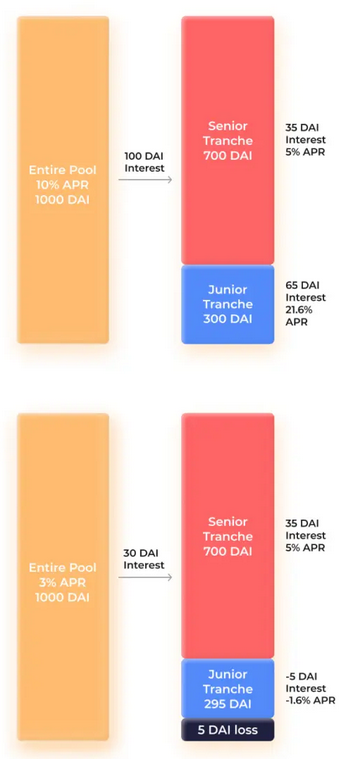 Entire Pool
10% APR
1000 DAI
100 DAI
Interest
Senior
Tranche
700 DAI
35 DAI
Interest
5% APR
Junior
Tranche
300 DAI
65 DAI
Interest
21.6%
APR
Entire Pool
3% APR
1000 DAI
30 DAI
Interest
Senior
Tranche
700 DAI
35 DAI
Interest
5% APR
Junior
Tranche
295 DAI
-5 DAI
Interest
-1.6% APR
5 DAI loss